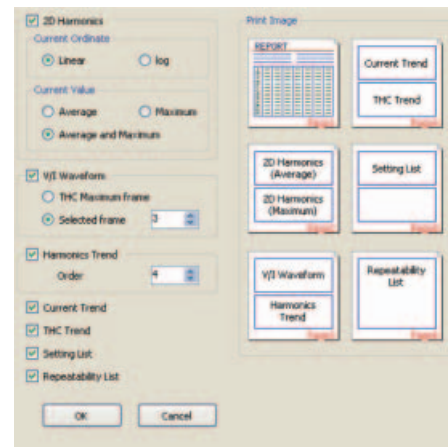 2D Harmonics
Current Ordinate
Linear
log
Current Value
Average
Maximum
Average and Maximum
V/I Waveform
THC Maximum frame
Selected frame
3
Harmonics Trend
Order
4
Current Trend
THC Trend
Setting List
Repeatability List
OK
Cancel
Print Image
REPORT
Current Trend
THC Trend
2D Harmonics
(Average)
2D Harmonics
(Maximum)
Setting List
V/I Waveform
Harmonics
Trend
Repeatability
List